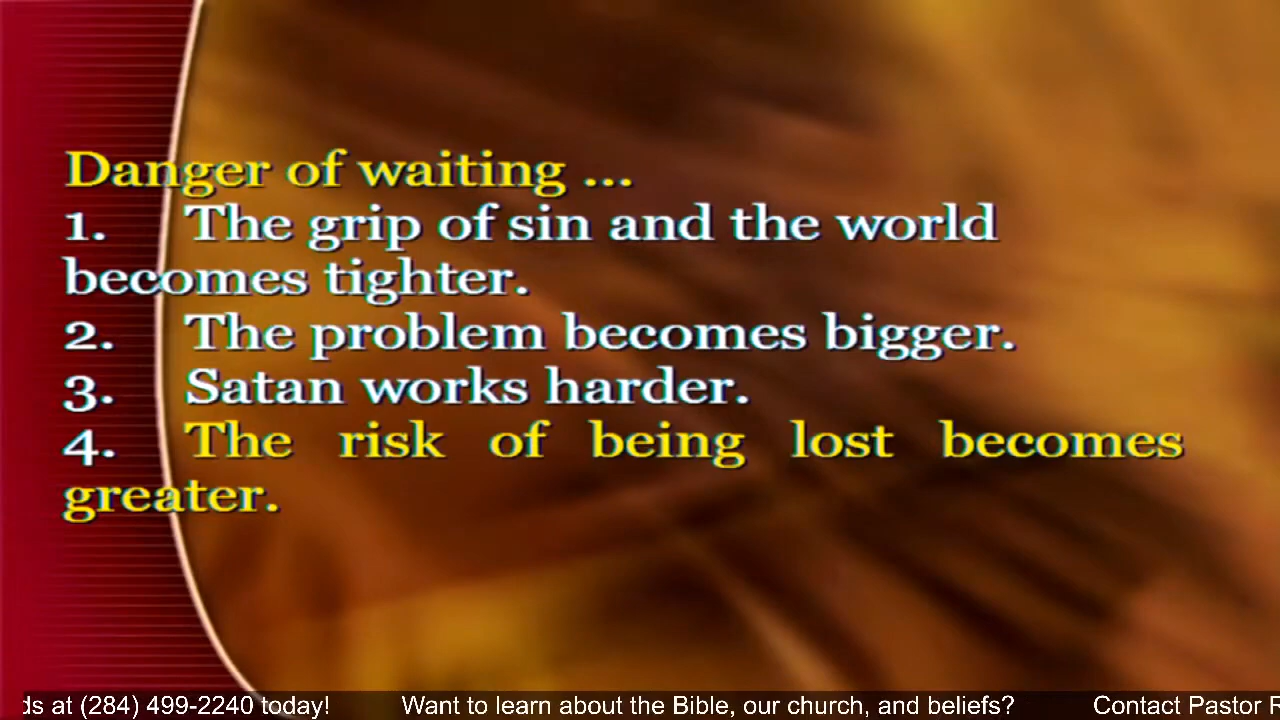 Danger of waiting ...
1. The grip of sin and the world
becomes tighter.
2. The problem becomes bigger.
3. Satan works harder.
4. The risk of being lost becomes
greater.
at (284) 499-2240 today! Want to learn about the Bible, our church, and beliefs? Contact Pastor